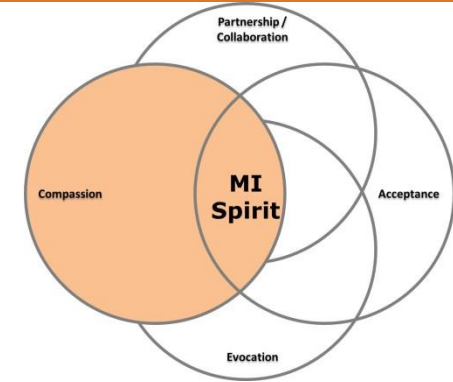 Partnership /
Collaboration
Compassion
MI
Spirit
Acceptance
Evocation